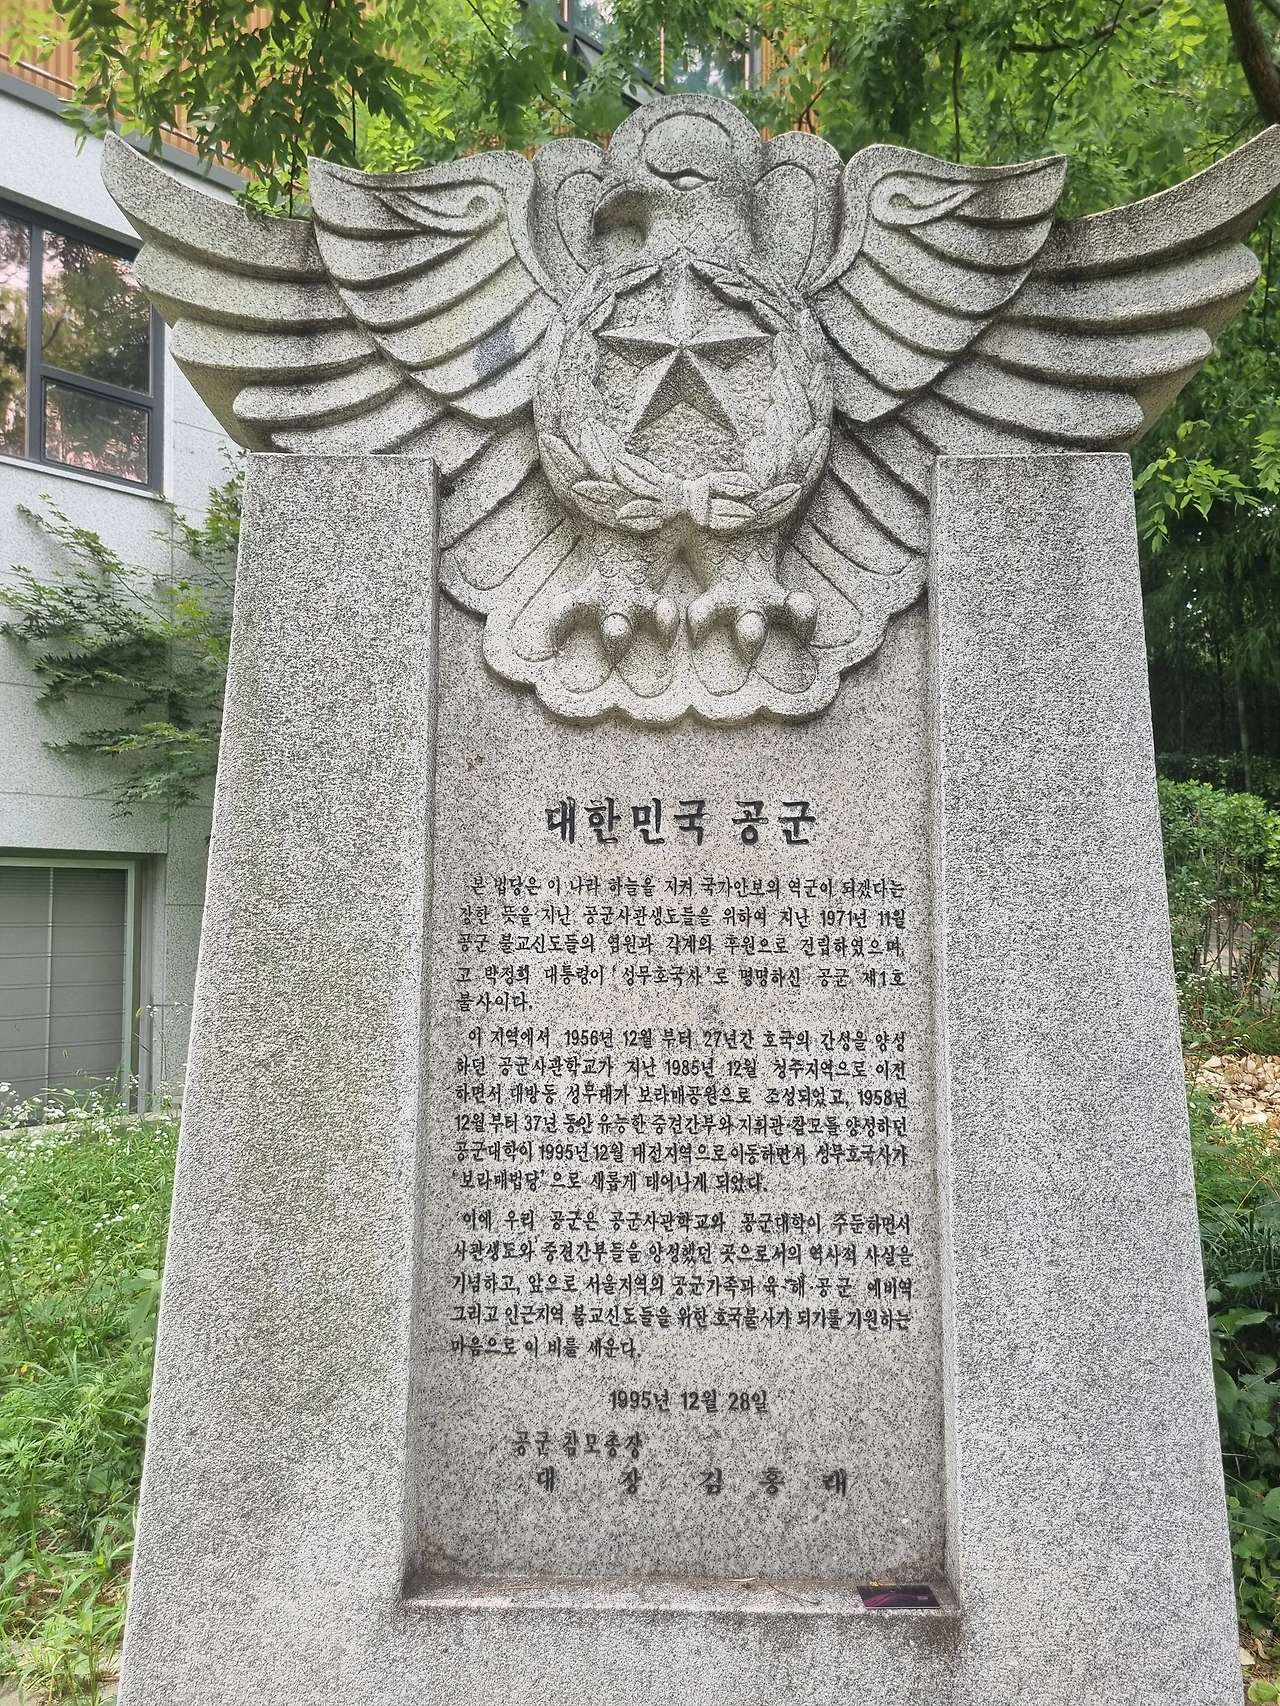 대한민국 공군
본 법당은 이 나라 하늘을 지켜 국가안보의 역군이 되겠다는
장한 뜻을 지닌 공군사관생도들을 위하여 지난 1971년 11월
공군 불교신도들의 염원과 각계의 후원으로 건립하였으며,
고 박정희 대통령이 '성무호국사'로 명명하신 공군 제1호
불사이다.
이 지역에서 1956년 12월 부터 27년간 호국의 간성을 양성
하던 공군사관학교가 지난 1985년 12월 청주지역으로 이전
하면서 대방동 성무대가 보라매공원으로 조성되었고, 1958년
12월부터 37년 동안 유능한 중견간부와 지휘관·참모들 양성하던
공군대학이 1995년 12월 대전지역으로 이동하면서 성무호국사가
'보라매법당'으로 새롭게 태어나게 되었다.
이에 우리 공군은 공군사관학교와 공군대학이 주둔하면서
사관생도와 중견간부들을 양성했던 곳으로서의 역사적 사실을
기념하고, 앞으로 서울지역의 공군가족과 육·해·공군 예비역
그리고 인근지역 불교신도들을 위한 호국불사가 되기를 기원하는
마음으로 이 비를 세운다.
1995년 12월 28일
공군 참모총장
대 장 김 홍 래